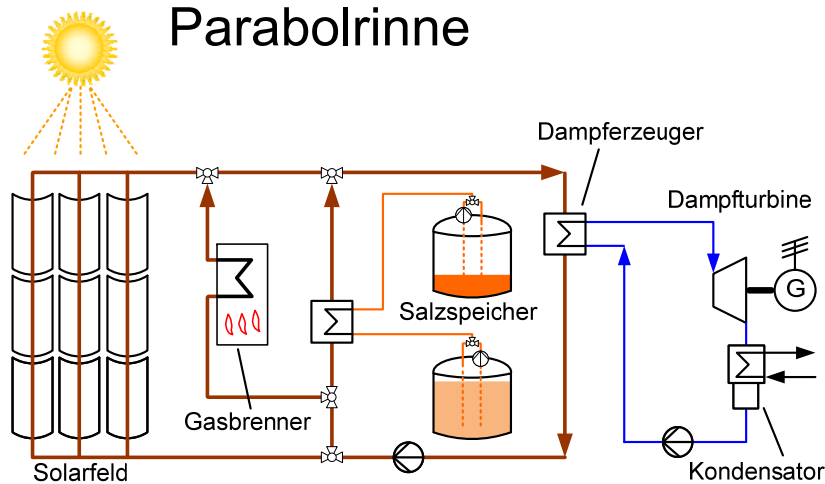 Parabolrinne
Dampferzeuger
Dampfturbine
G
Salzspeicher
Gasbrenner
Solarfeld
Kondensator